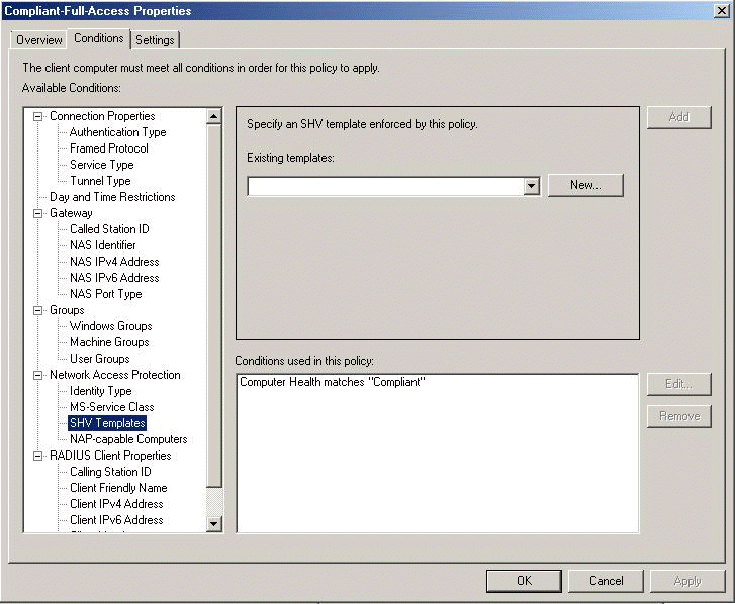 Compliant-Full-Access Properties
Overview
Conditions
Settings
The client computer must meet all conditions in order for this policy to apply.
Available Conditions:
Connection Properties
Authentication Type
Framed Protocol
Service Type
Tunnel Type
Day and Time Restrictions
Gateway
Called Station ID
NAS Identifier
NAS IPv4 Address
NAS IPv6 Address
NAS Port Type
Groups
Windows Groups
Machine Groups
User Groups
Network Access Protection
Identity Type
MS-Service Class
SHV Templates
NAP-capable Computers
RADIUS Client Properties
Calling Station ID
Client Friendly Name
Client IPv4 Address
Client IPv6 Address
Specify an SHV template enforced by this policy.
Existing templates:
New...
Add
Conditions used in this policy:
Computer Health matches "Compliant"
Edit...
Remove
OK
Cancel
Apply